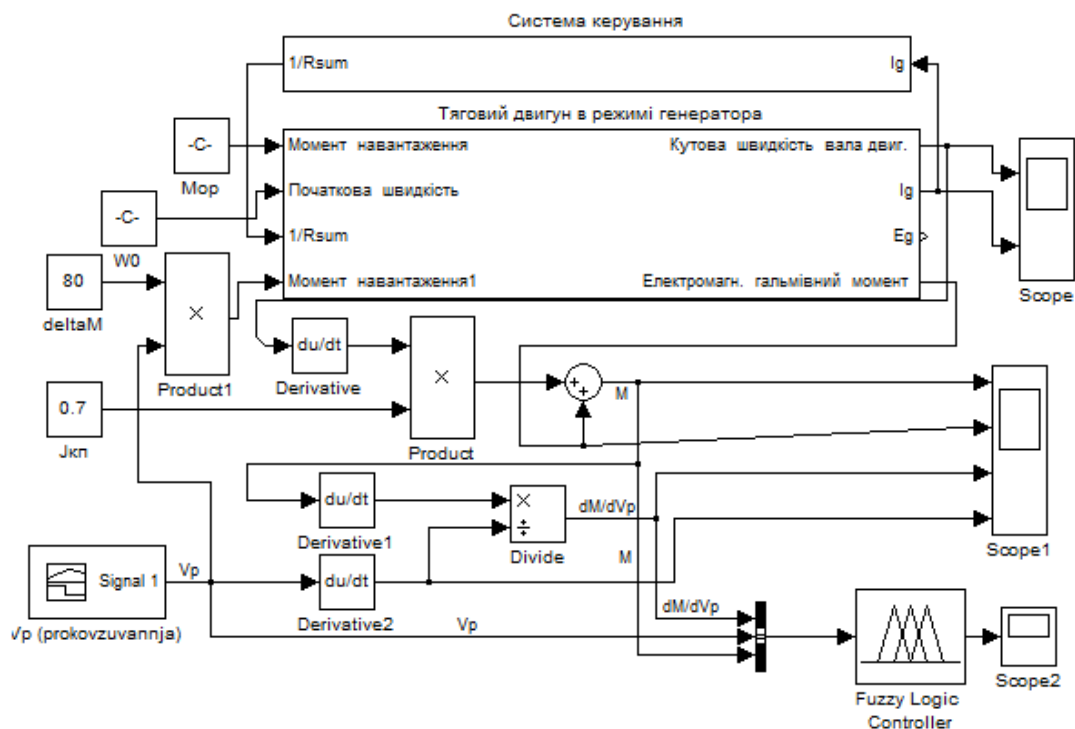 Система керування
1/Rsum
Ig
Тяговий двигун в режимі генератора
-C-
Мор
Момент навантаження
Кутова швидкість вала двиг.
-C-
W0
Початкова швидкість
Ig
1/Rsum
Eg
Scope
80
deltaM
Момент навантаження1
Електромагн. гальмівний момент
×
Product1
du/dt
Derivative
×
Product
+
+
M
0.7
Jкп
du/dt
Derivative1
×
÷
Divide
dM/dVp
M
Scope1
Signal 1
Vp
Vp (prokovzuvannja)
du/dt
Derivative2
Vp
dM/dVp
Fuzzy Logic
Controller
Scope2